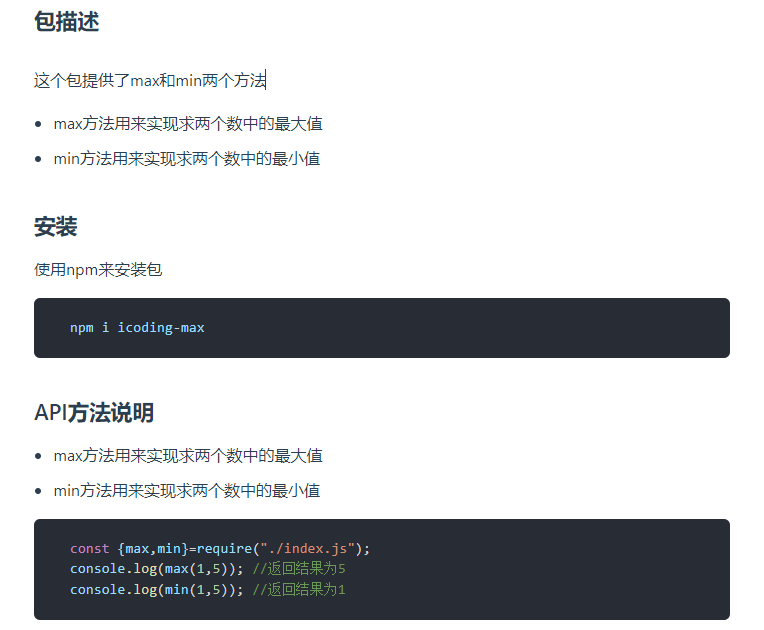 包描述
这个包提供了max和min两个方法
max方法用来实现求两个数中的最大值
min方法用来实现求两个数中的最小值
安装
使用npm来安装包
npm i icoding-max
API方法说明
max方法用来实现求两个数中的最大值
min方法用来实现求两个数中的最小值
const {max,min}=require("./index.js");
console.log(max(1,5)); //返回结果为5
console.log(min(1,5)); //返回结果为1